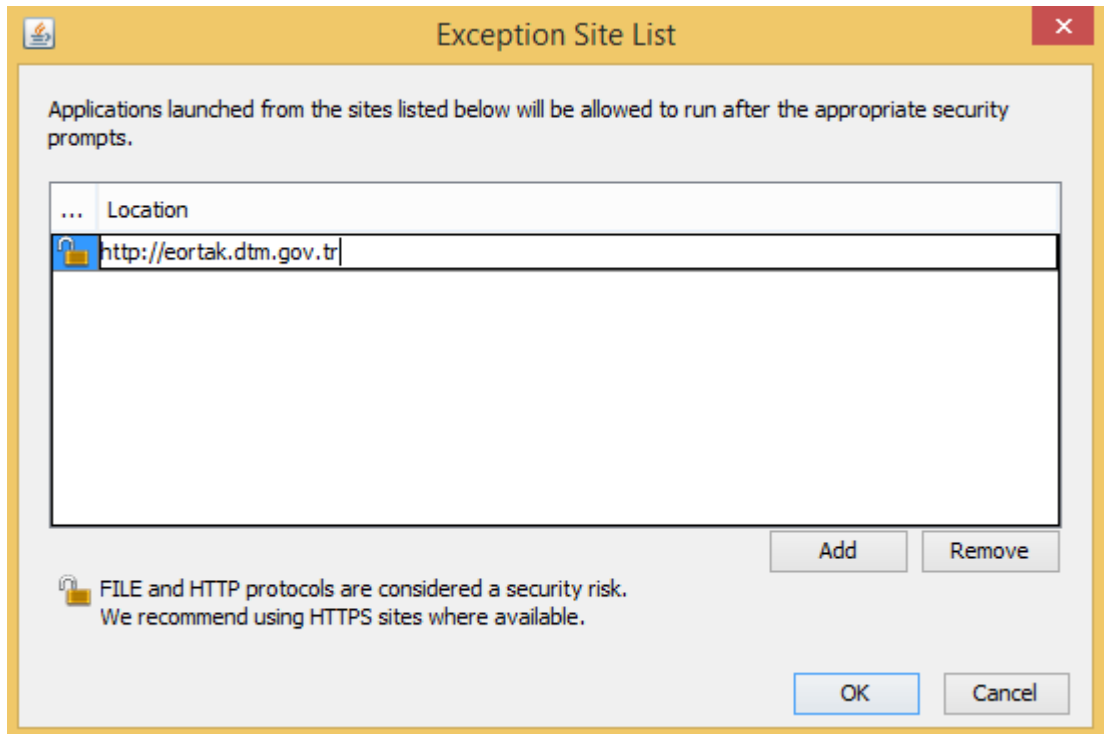 Exception Site List
Applications launched from the sites listed below will be allowed to run after the appropriate security
prompts.
... Location
http://eortak.dtm.gov.tr
Add Remove
FILE and HTTP protocols are considered a security risk.
We recommend using HTTPS sites where available.
OK Cancel